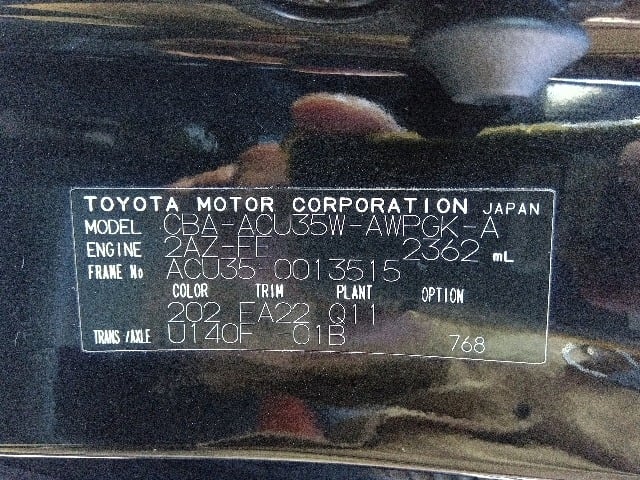 TOYOTA MOTOR CORPORATION JAPAN
MODEL CBA-ACU35W-AWPGK-A
ENGINE 2AZ-FE 2362 mL
FRAME No ACU35-0013515
COLOR TRIM PLANT OPTION
202 FA22 Q11
TRANS/AXLE U140F 01B 768